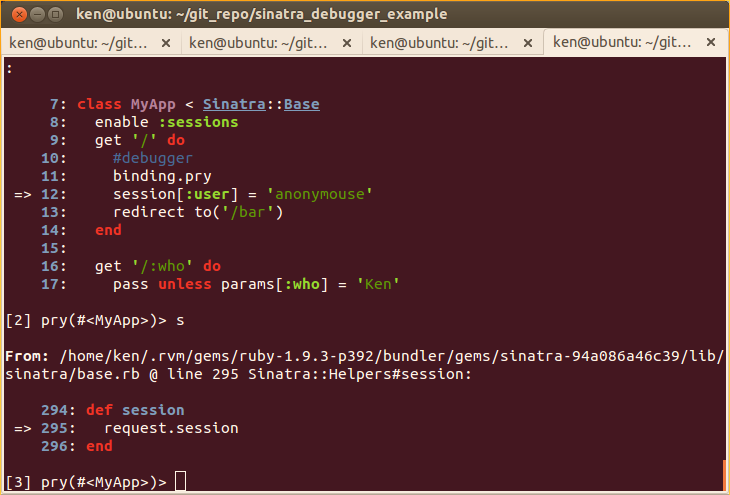 ken@ubuntu: ~/git_repo/sinatra_debugger_example
ken@ubuntu: ~/git... ken@ubuntu: ~/git... ken@ubuntu: ~/git... ken@ubuntu: ~/git...
:
7: class MyApp < Sinatra::Base
8:   enable :sessions
9:   get '/' do
10:     #debugger
11:     binding.pry
=> 12:     session[:user] = 'anonymouse'
13:     redirect to('/bar')
14:   end
15:
16:   get '/:who' do
17:     pass unless params[:who] = 'Ken'
[2] pry(#<MyApp>)> s
From: /home/ken/.rvm/gems/ruby-1.9.3-p392/bundler/gems/sinatra-94a086a46c39/lib/
sinatra/base.rb @ line 295 Sinatra::Helpers#session:
294: def session
=> 295:   request.session
296: end
[3] pry(#<MyApp>)>